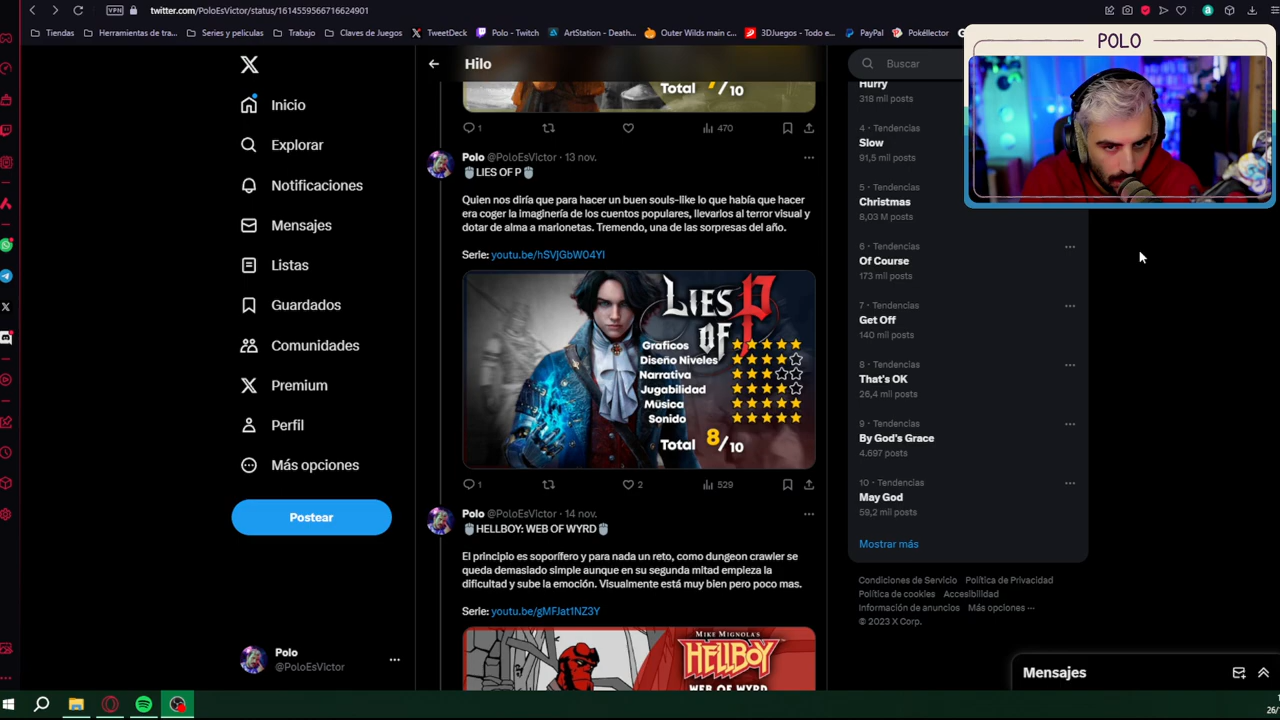 VPN
twitter.com/PoloEsVictor/status/1614559566716624901
Tiendas
Herramientas de tra...
Series y peliculas
Trabajo
Claves de Juegos
TweetDeck
Polo - Twitch
ArtStation - Death...
Outer Wilds main c...
3DJuegos - Todo e...
PayPal
Pokéllector
POLO
Inicio
Explorar
Notificaciones
Mensajes
Listas
Guardados
Comunidades
Premium
Perfil
Más opciones
Postear
Polo
@PoloEsVictor
Hilo
Total 7/10
1
470
Polo @PoloEsVictor · 13 nov.
LIES OF P
Quien nos diría que para hacer un buen souls-like lo que había que hacer
era coger la imaginería de los cuentos populares, llevarlos al terror visual y
dotar de alma a marionetas. Tremendo, una de las sorpresas del año.
Serie: youtu.be/hSVjGbW04YI
LIES
OF P
Graficos
Diseño Niveles
Narrativa
Jugabilidad
Música
Sonido
Total 8/10
1
2
529
Polo @PoloEsVictor · 14 nov.
HELLBOY: WEB OF WYRD
El principio es soporífero y para nada un reto, como dungeon crawler se
queda demasiado simple aunque en su segunda mitad empieza la
dificultad y sube la emoción. Visualmente está muy bien pero poco mas.
Serie: youtu.be/gMFJat1NZ3Y
MIKE MIGNOLA'S
HELLBOY
WEB OF WYRD
Buscar
Hurry
318 mil posts
4 · Tendencias
Slow
91,5 mil posts
5 · Tendencias
Christmas
8,03 M posts
6 · Tendencias
Of Course
173 mil posts
7 · Tendencias
Get Off
140 mil posts
8 · Tendencias
That's OK
26,4 mil posts
9 · Tendencias
By God's Grace
4.697 posts
10 · Tendencias
May God
59,2 mil posts
Mostrar más
Condiciones de Servicio Política de Privacidad
Política de cookies Accesibilidad
Información de anuncios Más opciones ···
© 2023 X Corp.
Mensajes
26/